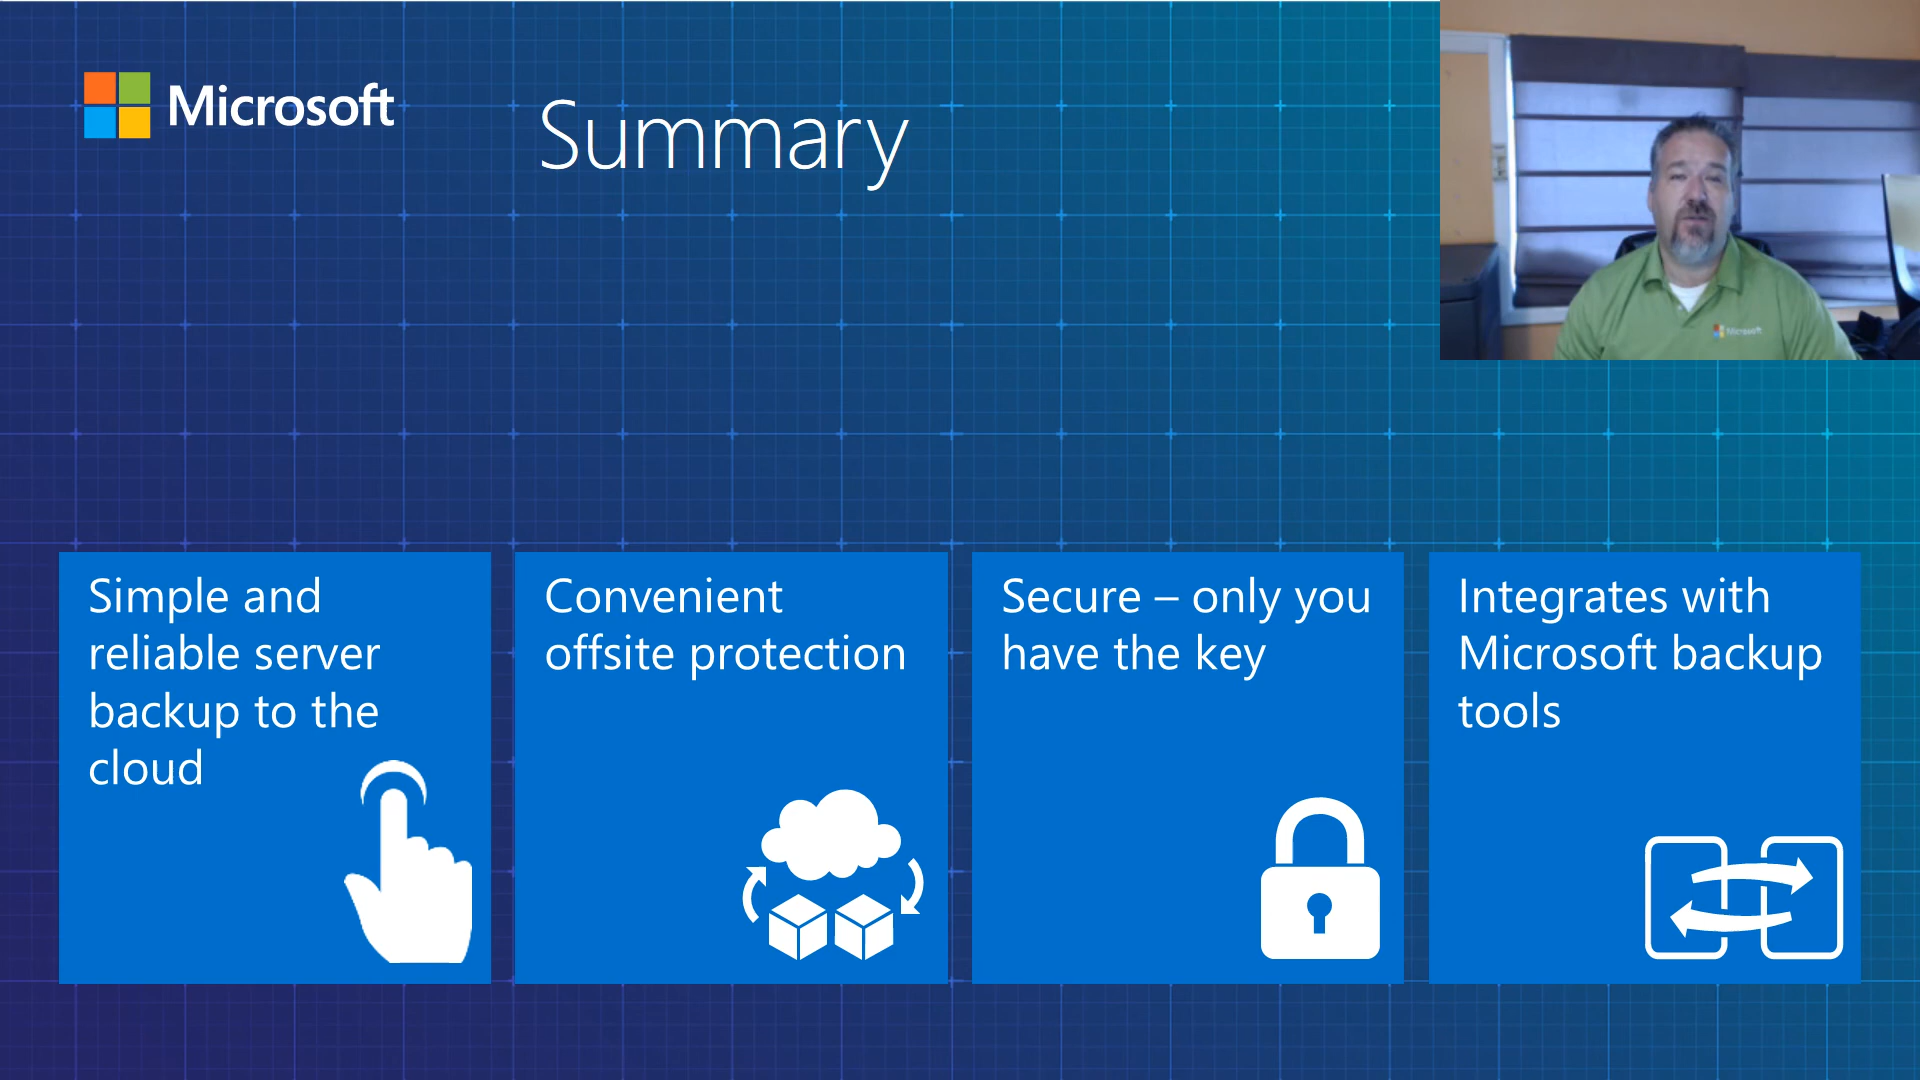 Microsoft
Summary
Microsoft
Simple and
reliable server
backup to the
cloud
Convenient
offsite protection
Secure – only you
have the key
Integrates with
Microsoft backup
tools